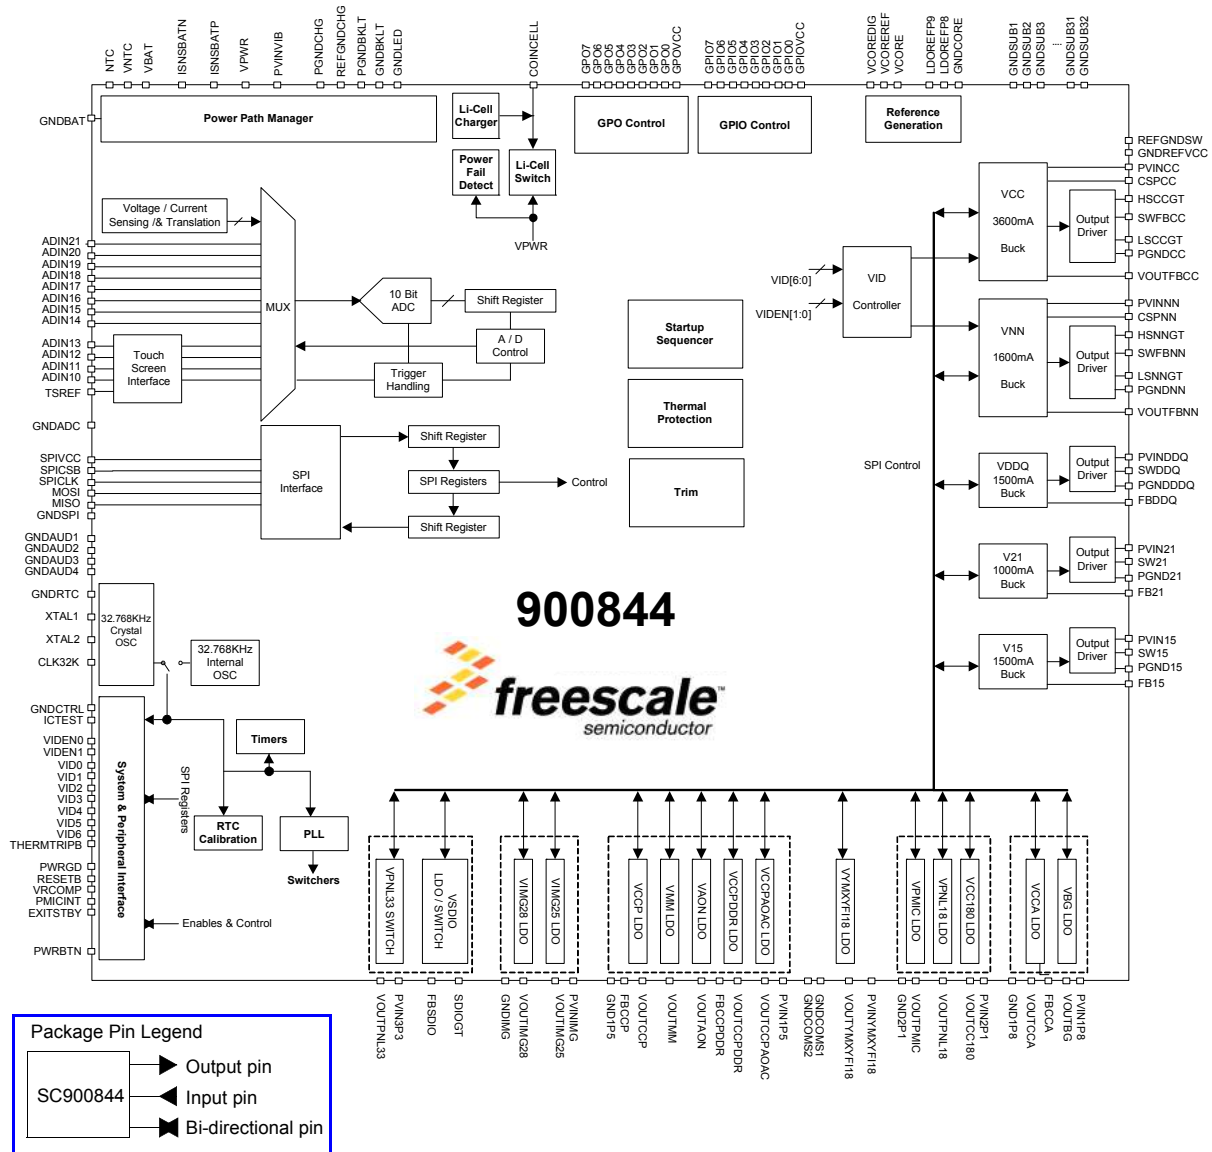 NTC
VNTC
VBAT
ISNSBATN
ISNSBATP
VPWR
PVINVIB
PGNDCHG
REFGNDCHG
PGNDBKLT
GNDBKLT
GNDLED
COINCELL
GPO7
GPO6
GPO5
GPO4
GPO3
GPO2
GPO1
GPO0
GPOVCC
GPIO7
GPIO6
GPIO5
GPIO4
GPIO3
GPIO2
GPIO1
GPIO0
GPIOVCC
VCOREDIG
VCOREREF
VCORE
LDOREFP9
LDOREFP8
GNDCORE
GNDSUB1
GNDSUB2
GNDSUB3
....
GNDSUB31
GNDSUB32
GNDBAT
Power Path Manager
Li-Cell
Charger
Power
Fail
Detect
Li-Cell
Switch
VPWR
GPO Control
GPIO Control
Reference
Generation
Voltage / Current
Sensing /& Translation
ADIN21
ADIN20
ADIN19
ADIN18
ADIN17
ADIN16
ADIN15
ADIN14
ADIN13
ADIN12
ADIN11
ADIN10
TSREF
Touch
Screen
Interface
MUX
10 Bit
ADC
Shift Register
A / D
Control
Trigger
Handling
GNDADC
SPIVCC
SPICSB
SPICLK
MOSI
MISO
GNDSPI
SPI
Interface
Shift Register
SPI Registers
Shift Register
Control
Startup
Sequencer
Thermal
Protection
Trim
VID[6:0]
VIDEN[1:0]
VID
Controller
SPI Control
VCC
3600mA
Buck
Output
Driver
VNN
1600mA
Buck
Output
Driver
VDDQ
1500mA
Buck
Output
Driver
V21
1000mA
Buck
Output
Driver
V15
1500mA
Buck
Output
Driver
REFGNDSW
GNDREFVCC
PVINCC
CSPCC
HSCCGT
SWFBCC
LSCCGT
PGNDCC
VOUTFBCC
PVINNN
CSPNN
HSNNGT
SWFBNN
LSNNGT
PGNDNN
VOUTFBNN
PVINDDQ
SWDDQ
PGNDDDQ
FBDDQ
PVIN21
SW21
PGND21
FB21
PVIN15
SW15
PGND15
FB15
GNDAUD1
GNDAUD2
GNDAUD3
GNDAUD4
GNDRTC
XTAL1
XTAL2
CLK32K
32.768KHz
Crystal
OSC
32.768KHz
Internal
OSC
900844
freescale™
semiconductor
GNDCTRL
ICTEST
VIDEN0
VIDEN1
VID0
VID1
VID2
VID3
VID4
VID5
VID6
THERMTRIPB
PWRGD
RESETB
VRCOMP
PMICINT
EXITSTBY
PWRBTN
System & Peripheral Interface
SPI Registers
Enables & Control
Timers
RTC
Calibration
PLL
Switchers
VPNL33 SWITCH
VSDIO
LDO / SWITCH
VIMG28 LDO
VIMG25 LDO
VCCP LDO
VMM LDO
VAON LDO
VCCPDDR LDO
VCCPAOAC LDO
VYMXYFI18 LDO
VPMIC LDO
VPNL18 LDO
VCC180 LDO
VCCA LDO
VBG LDO
VOUTPNL33
PVIN3P3
FBSDIO
SDIOGT
GNDIMG
VOUTIMG28
VOUTIMG25
PVINIMG
GND1P5
FBCCP
VOUTCCP
VOUTMM
VOUTAON
FBCCPDDR
VOUTCCPDDR
VOUTCCPAOAC
PVIN1P5
GNDCOMS2
GNDCOMS1
VOUTYMXYFI18
PVINYMXYFI18
GND2P1
VOUTPMIC
VOUTPNL18
VOUTCC180
PVIN2P1
GND1P8
VOUTCCA
FBCCA
VOUTBG
PVIN1P8
Package Pin Legend
SC900844
Output pin
Input pin
Bi-directional pin